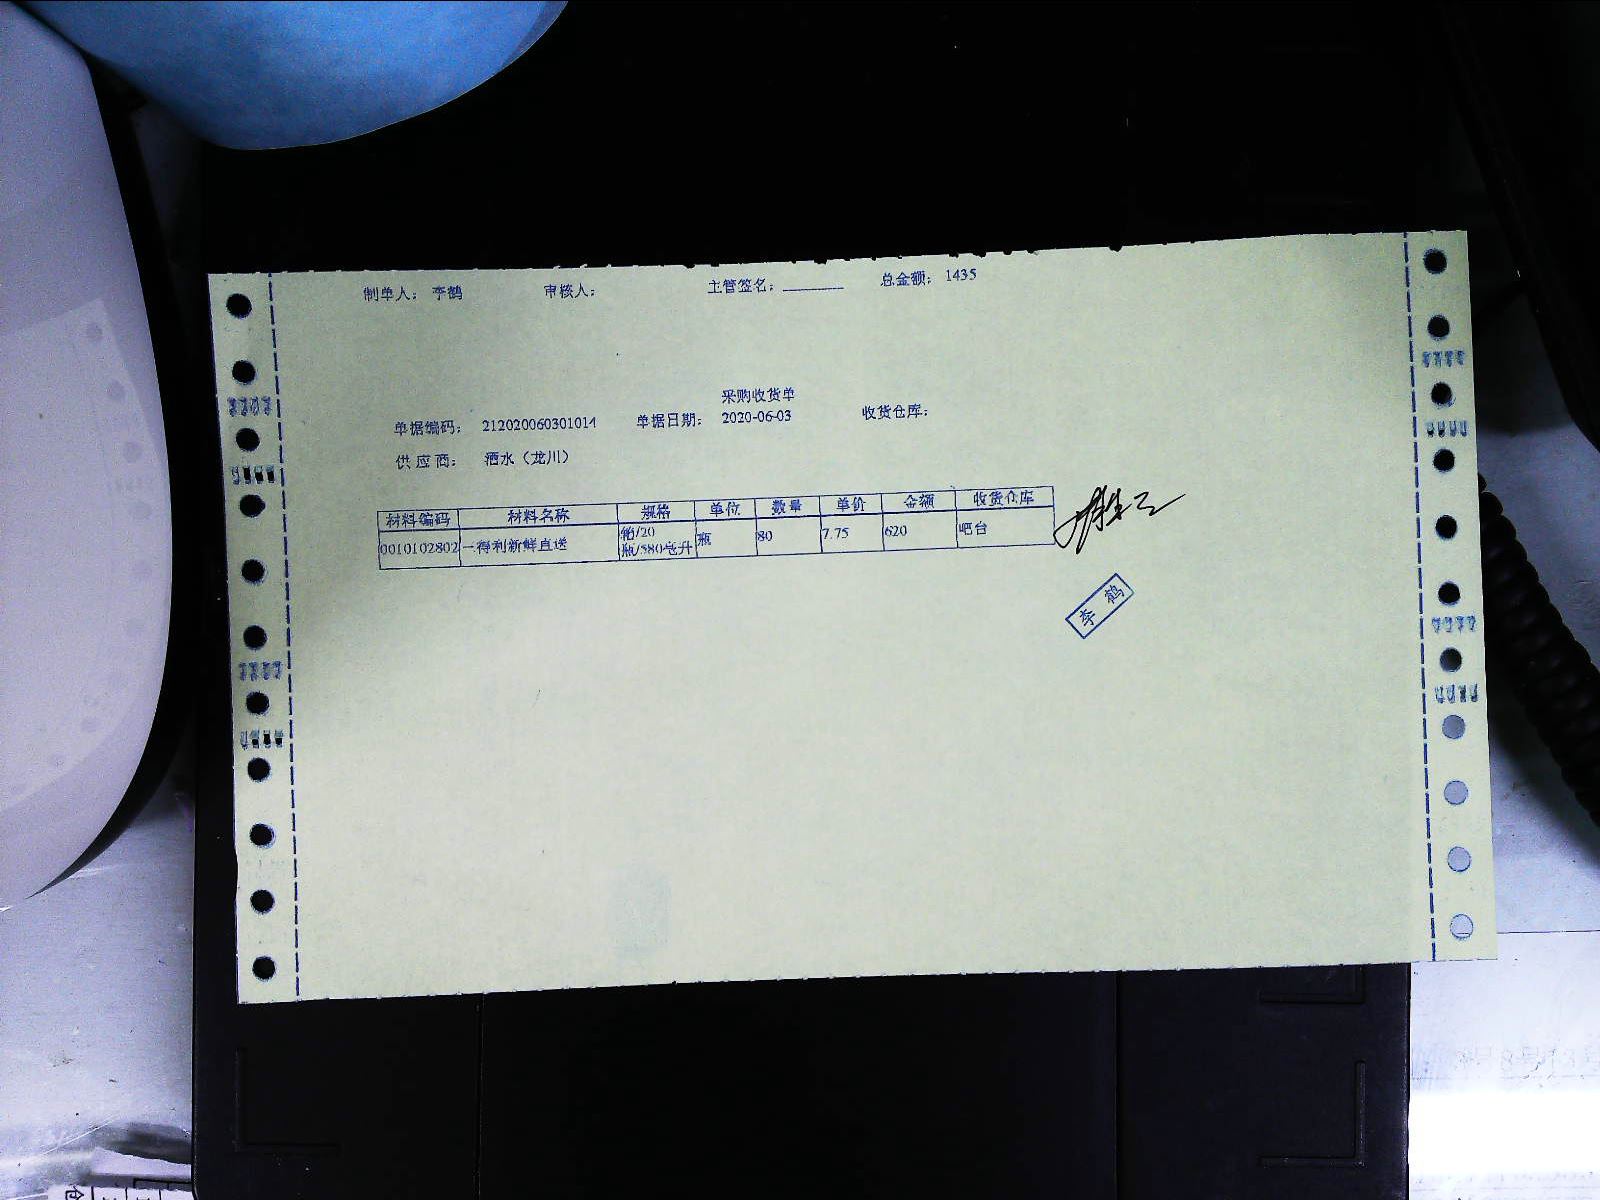 制单人： 李鹤 审核人： 主管签名：________ 总金额： 1435
采购收货单
单据编码： 212020060301014 单据日期： 2020-06-03 收货仓库：
供应商： 酒水（龙川）
材料编码 材料名称 规格 单位 数量 单价 金额 收货仓库
0010102802 一得利新鲜直送 箱/20瓶/580毫升 瓶 80 7.75 620 吧台
李鹤